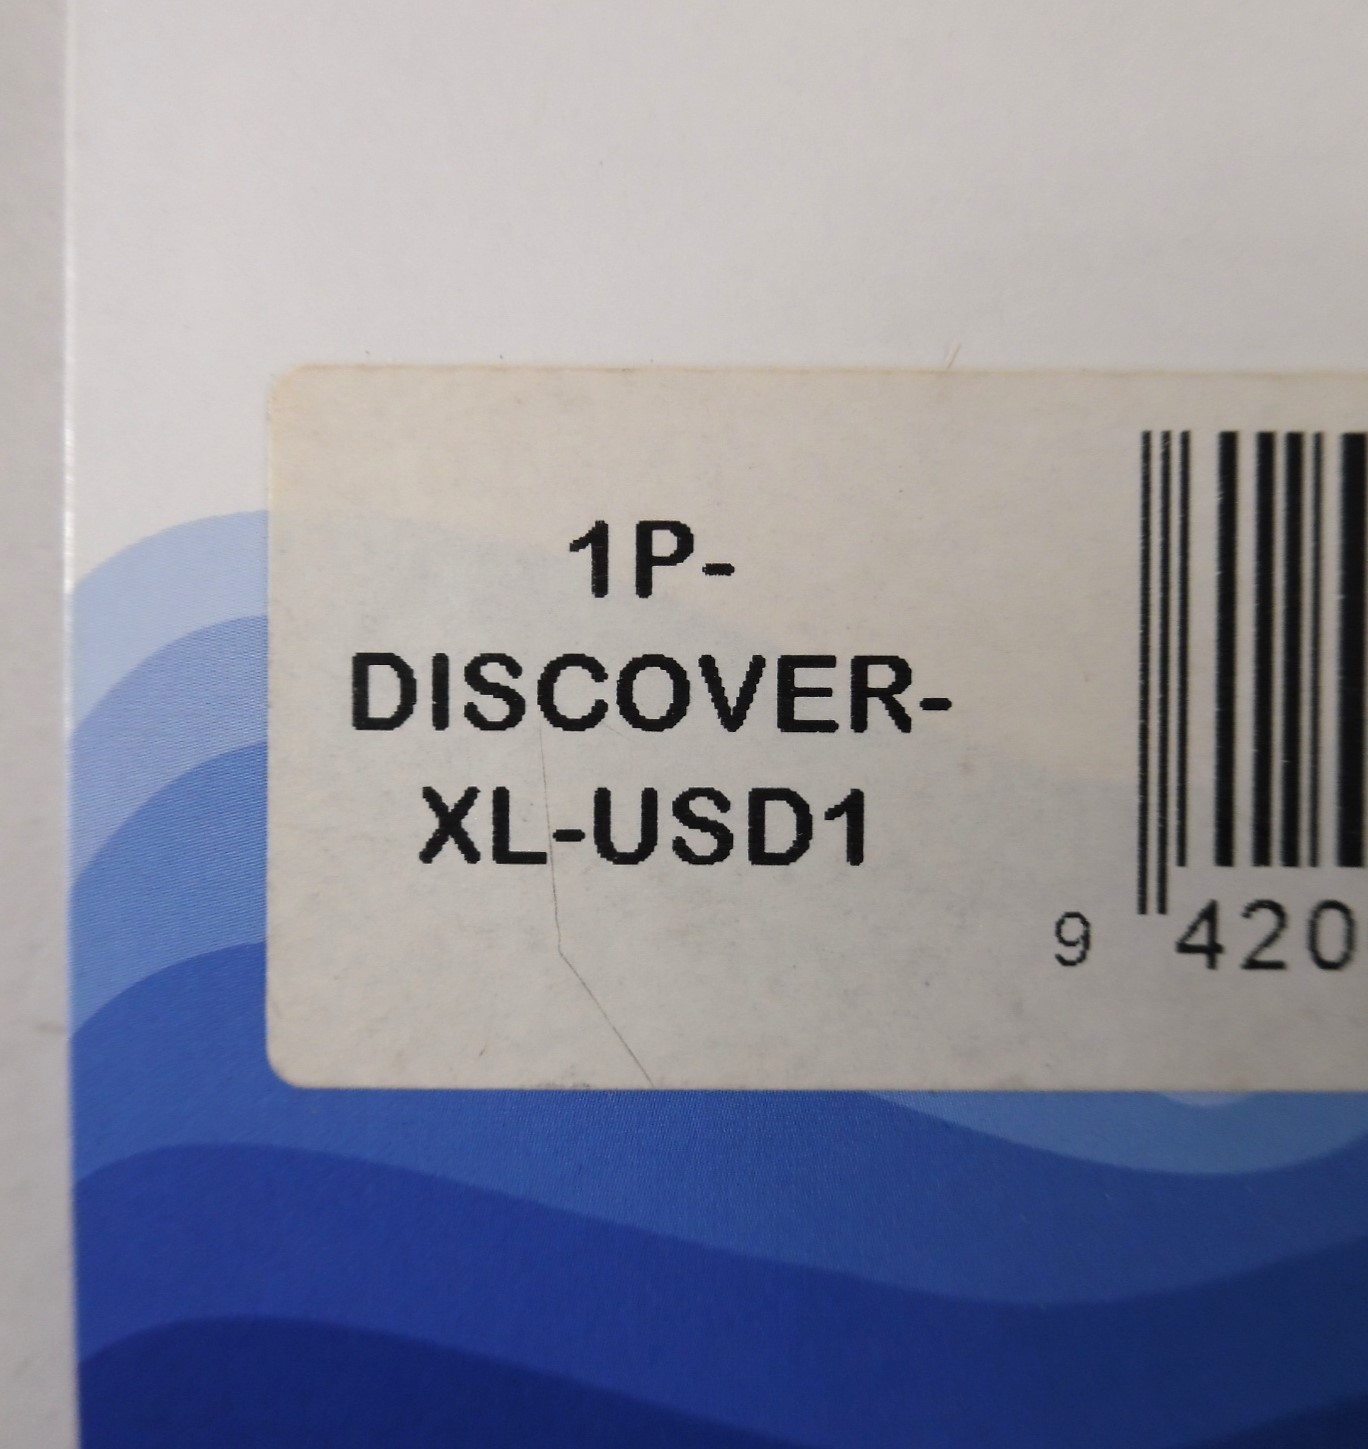 1P-
DISCOVER-
XL-USD1
9 420